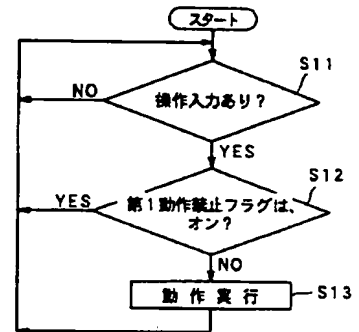 スタート
S11
操作入力あり?
NO
YES
S12
第1動作禁止フラグは、
オン?
YES
NO
動作実行
S13